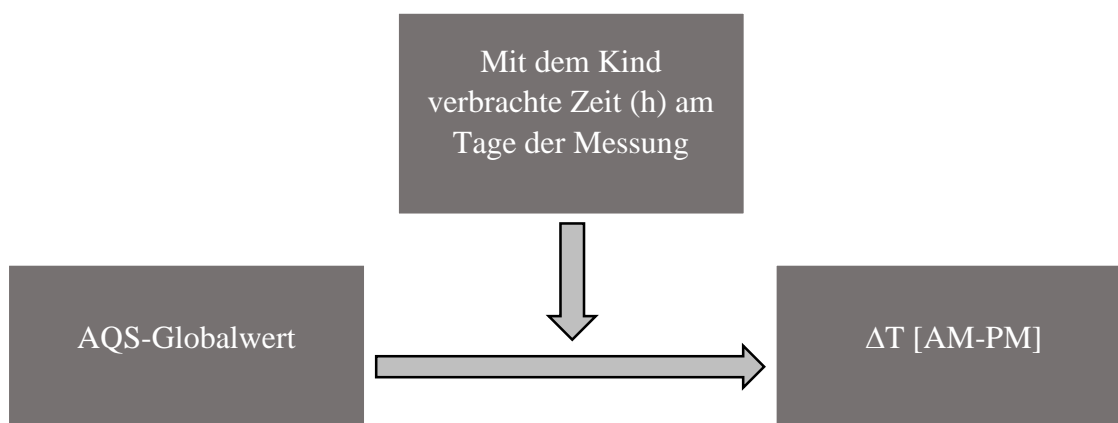 Mit dem Kind
verbrachte Zeit (h) am
Tage der Messung
AQS-Globalwert
ΔT [AM-PM]